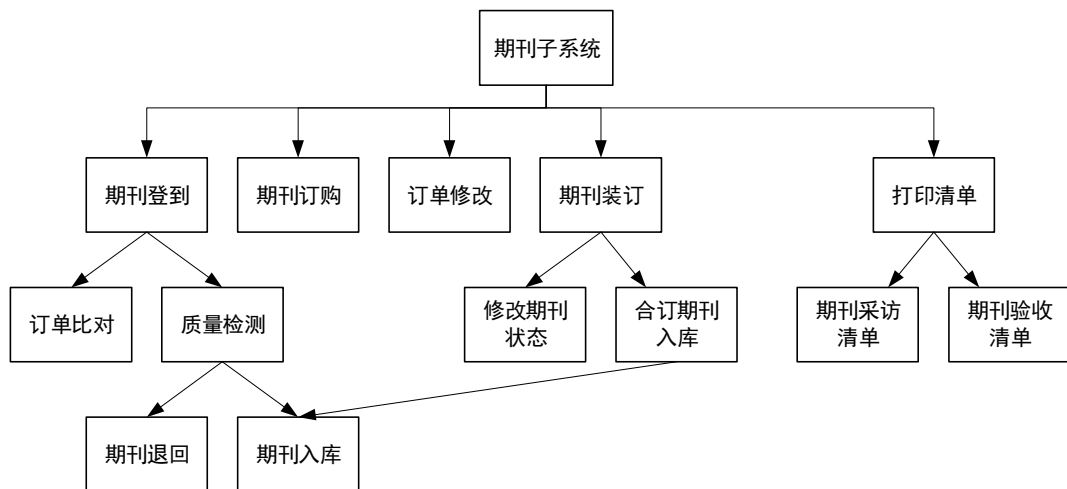 期刊子系统
期刊登到
期刊订购
订单修改
期刊装订
打印清单
订单比对
质量检测
修改期刊
状态
合订期刊
入库
期刊采访
清单
期刊验收
清单
期刊退回
期刊入库